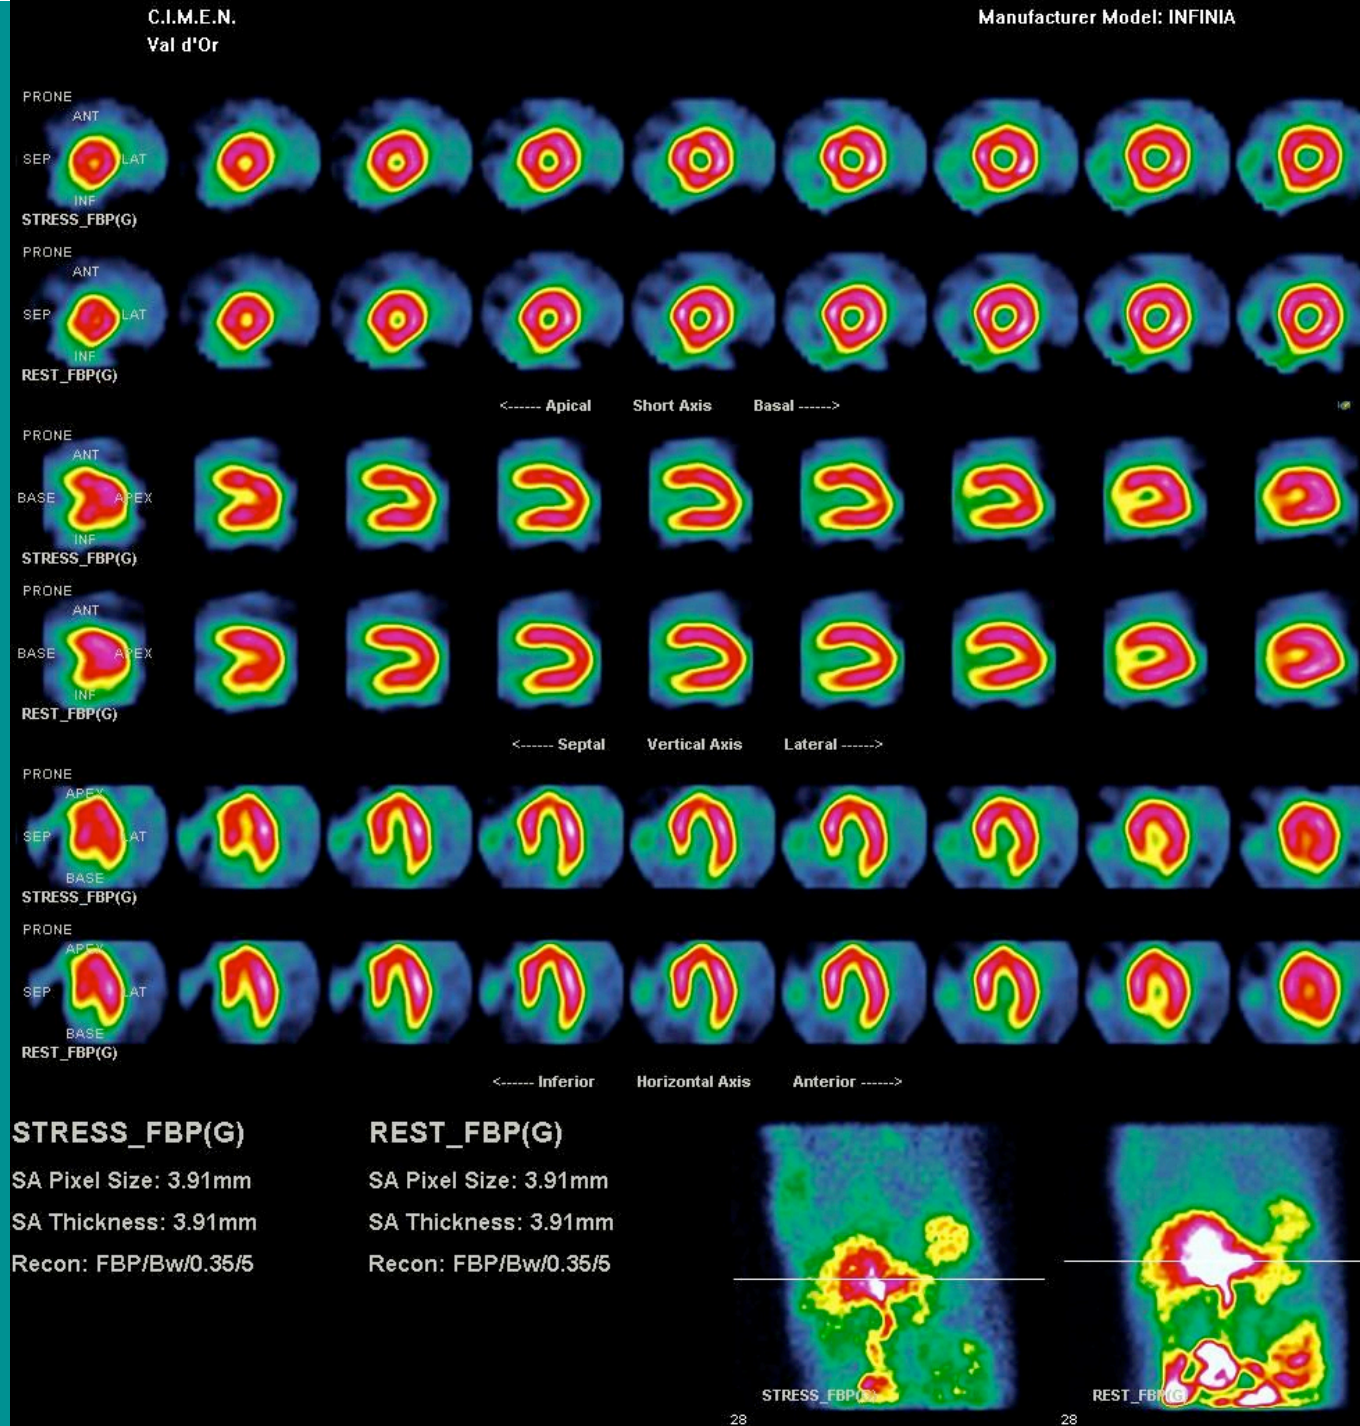 C.I.M.E.N.
Manufacturer Model: INFINIA
Val d'Or
PRONE
ANT
SEP LAT
INF
STRESS_FBP(G)
PRONE
ANT
SEP LAT
INF
REST_FBP(G)
<------ Apical Short Axis Basal ------>
PRONE
ANT
BASE APEX
INF
STRESS_FBP(G)
PRONE
ANT
BASE APEX
INF
REST_FBP(G)
<------ Septal Vertical Axis Lateral ------>
PRONE
APEX
SEP LAT
BASE
STRESS_FBP(G)
PRONE
APEX
SEP LAT
BASE
REST_FBP(G)
<------ Inferior Horizontal Axis Anterior ------>
STRESS_FBP(G) REST_FBP(G)
SA Pixel Size: 3.91mm SA Pixel Size: 3.91mm
SA Thickness: 3.91mm SA Thickness: 3.91mm
Recon: FBP/Bw/0.35/5 Recon: FBP/Bw/0.35/5
STRESS_FBP(G) REST_FBP(G)
28 28